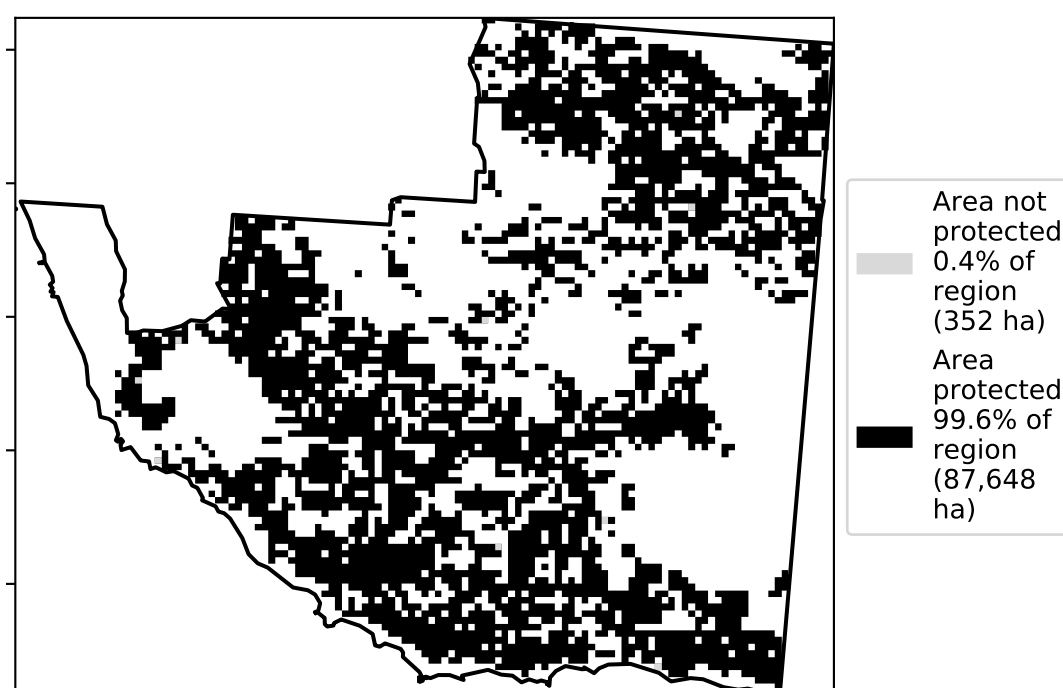 Area not
protected
0.4% of
region
(352 ha)
Area
protected
99.6% of
region
(87,648
ha)